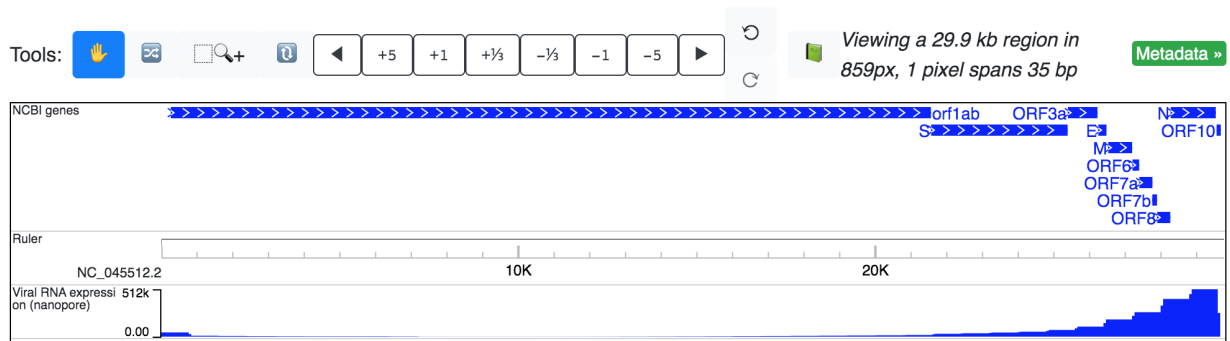 Tools: + ◀ +5 +1 +⅓ −⅓ −1 −5 ▶ Viewing a 29.9 kb region in
859px, 1 pixel spans 35 bp
Metadata »
NCBI genes
orf1ab ORF3a N
S E ORF10
M
ORF6
ORF7a
ORF7b
ORF8
Ruler
NC_045512.2 10K 20K
Viral RNA expressi 512k
on (nanopore)
0.00